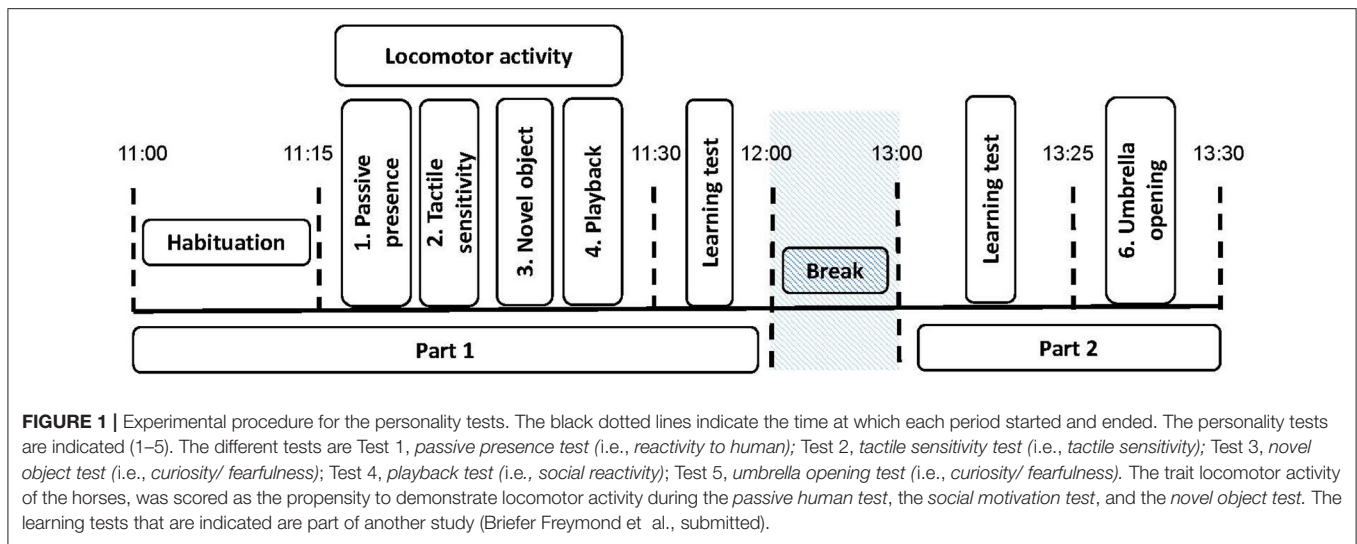 Locomotor activity
11:00
11:15
1. Passive
presence
2. Tactile
sensitivity
3. Novel object
4. Playback
11:30
Learning test
12:00
13:00
Learning test
13:25
6. Umbrella
opening
13:30
Habituation
Break
Part 1
Part 2
FIGURE 1 | Experimental procedure for the personality tests. The black dotted lines indicate the time at which each period started and ended. The personality tests
are indicated (1–5). The different tests are Test 1, passive presence test (i.e., reactivity to human); Test 2, tactile sensitivity test (i.e., tactile sensitivity); Test 3, novel
object test (i.e., curiosity/ fearfulness); Test 4, playback test (i.e., social reactivity); Test 5, umbrella opening test (i.e., curiosity/ fearfulness). The trait locomotor activity
of the horses, was scored as the propensity to demonstrate locomotor activity during the passive human test, the social motivation test, and the novel object test. The
learning tests that are indicated are part of another study (Briefer Freymond et al., submitted).